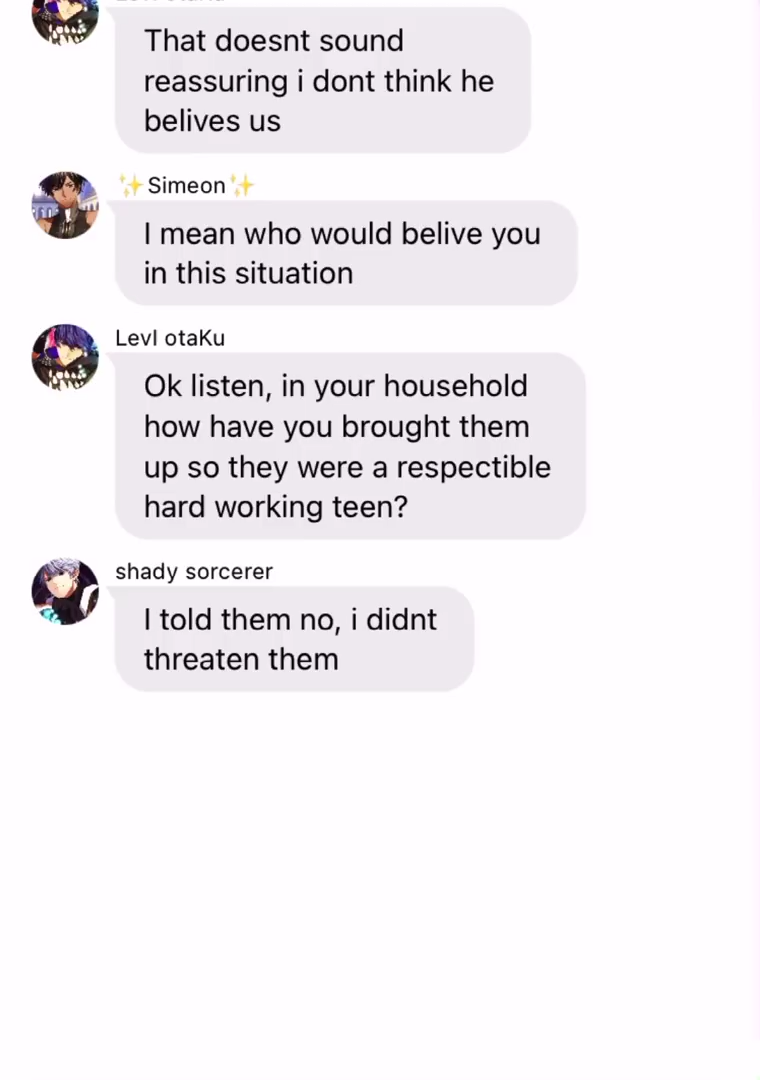 That doesnt sound
reassuring i dont think he
belives us
✨Simeon✨
I mean who would belive you
in this situation
LevI otaKu
Ok listen, in your household
how have you brought them
up so they were a respectible
hard working teen?
shady sorcerer
I told them no, i didnt
threaten them